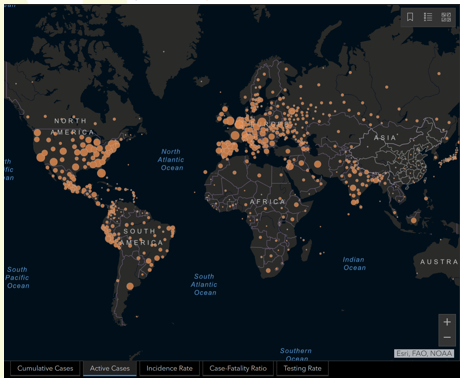 NORTH
AMERICA
ASIA
North
Atlantic
Ocean
AFRICA
SOUTH
AMERICA
AUSTRA
Indian
Ocean
South
Pacific
Ocean
South
Atlantic
Ocean
Southern
Ocean
+
−
Esri, FAO, NOAA
Cumulative Cases
Active Cases
Incidence Rate
Case-Fatality Ratio
Testing Rate